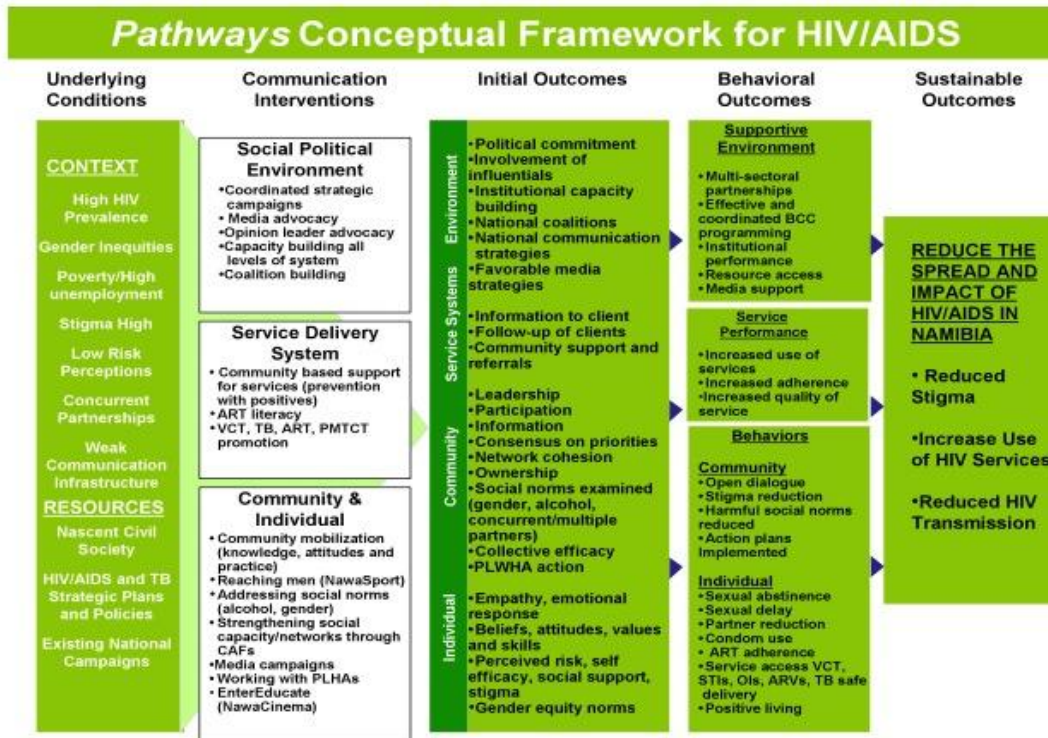 Pathways Conceptual Framework for HIV/AIDS
Underlying
Conditions
Communication
Interventions
Initial Outcomes
Behavioral
Outcomes
Sustainable
Outcomes
CONTEXT
High HIV
Prevalence
Gender Inequities
Poverty/High
unemployment
Stigma High
Low Risk
Perceptions
Concurrent
Partnerships
Weak
Communication
Infrastructure
RESOURCES
Nascent Civil
Society
HIV/AIDS and TB
Strategic Plans
and Policies
Existing National
Campaigns
Social Political
Environment
•Coordinated strategic
campaigns
• Media advocacy
•Opinion leader advocacy
•Capacity building all
levels of system
•Coalition building
Service Delivery
System
• Community based support
for services (prevention
with positives)
• ART literacy
• VCT, TB, ART, PMTCT
promotion
Community &
Individual
• Community mobilization
(knowledge, attitudes and
practice)
•Reaching men (NawaSport)
•Addressing social norms
(alcohol, gender)
• Strengthening social
capacity/networks through
CAFs
•Media campaigns
• Working with PLHAs
•EnterEducate
(NawaCinema)
Environment
•Political commitment
•Involvement of
influentials
•Institutional capacity
building
•National coalitions
•National communication
strategies
•Favorable media
strategies
Service Systems
•Information to client
•Follow-up of clients
•Community support and
referrals
Community
•Leadership
•Participation
•Information
•Consensus on priorities
•Network cohesion
•Ownership
•Social norms examined
(gender, alcohol,
concurrent/multiple
partners)
•Collective efficacy
•PLWHA action
Individual
•Empathy, emotional
response
•Beliefs, attitudes, values
and skills
•Perceived risk, self
efficacy, social support,
stigma
•Gender equity norms
Supportive
Environment
•Multi-sectoral
partnerships
•Effective and
coordinated BCC
programming
•Institutional
performance
•Resource access
•Media support
Service
Performance
•Increased use of
services
•Increased adherence
•Increased quality of
service
Behaviors
Community
•Open dialogue
•Stigma reduction
•Harmful social norms
reduced
•Action plans
Implemented
Individual
•Sexual abstinence
•Sexual delay
•Partner reduction
•Condom use
• ART adherence
•Service access VCT,
STIs, OIs, ARVs, TB safe
delivery
•Positive living
REDUCE THE
SPREAD AND
IMPACT OF
HIV/AIDS IN
NAMIBIA
• Reduced
Stigma
•Increase Use
of HIV Services
•Reduced HIV
Transmission